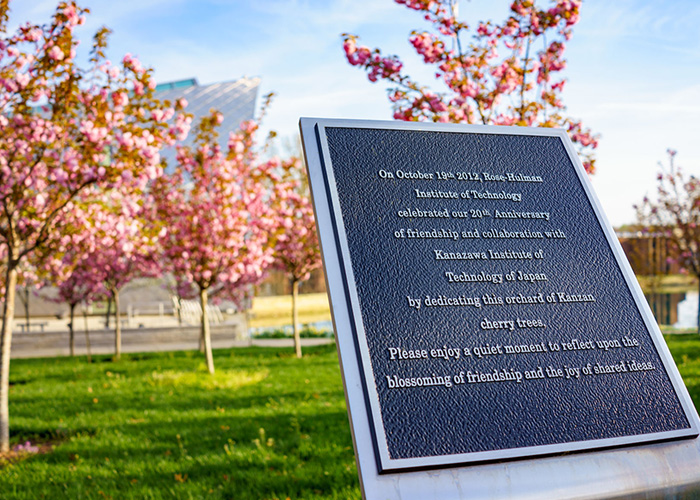 On October 19th 2012, Rose-Hulman
Institute of Technology
celebrated our 20th Anniversary
of friendship and collaboration with
Kanazawa Institute of
Technology of Japan
by dedicating this orchard of Kanzan
cherry trees.
Please enjoy a quiet moment to reflect upon the
blossoming of friendship and the joy of shared ideas.